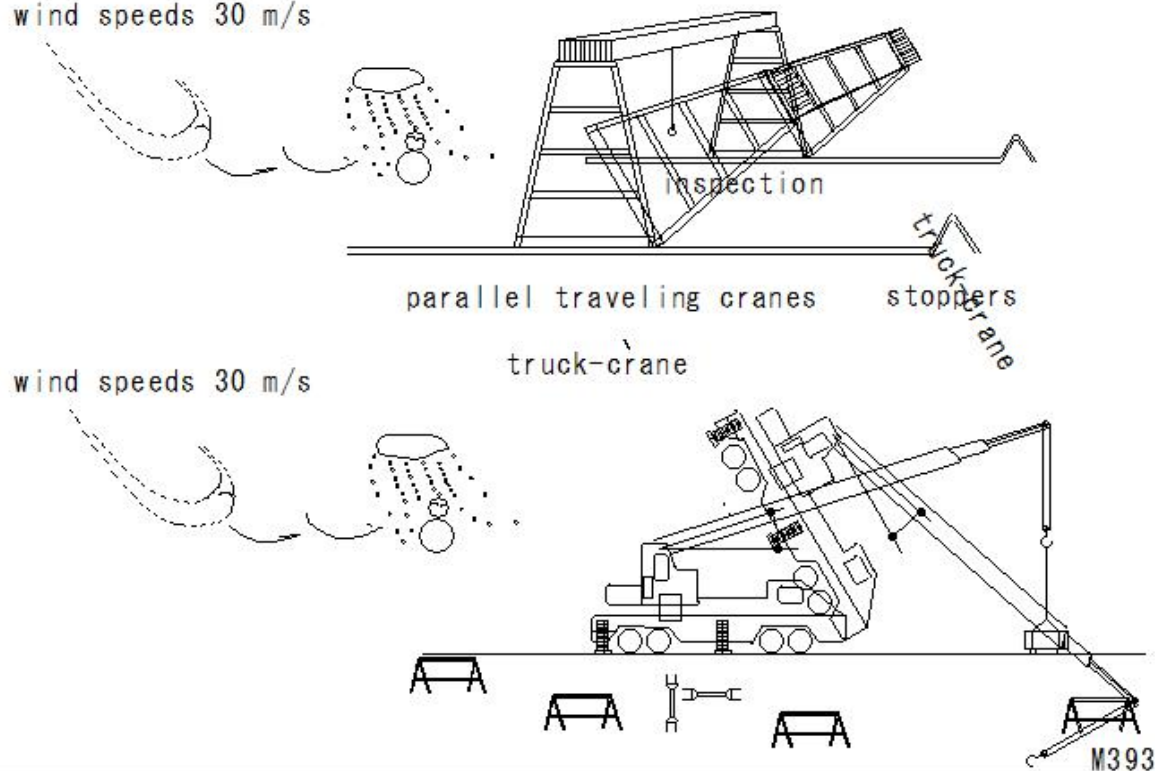 wind speeds 30 m/s
inspection
truck-crane
parallel traveling cranes
stoppers
truck-crane
wind speeds 30 m/s
M393